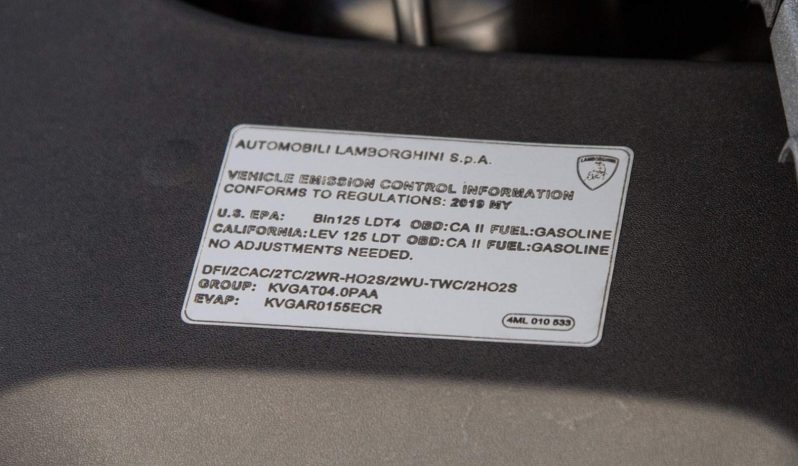 AUTOMOBILI LAMBORGHINI S.p.A.
LAMBORGHINI
VEHICLE EMISSION CONTROL INFORMATION
CONFORMS TO REGULATIONS: 2019 MY
U.S. EPA: Bin125 LDT4 OBD:CA II FUEL:GASOLINE
CALIFORNIA:LEV 125 LDT OBD:CA II FUEL:GASOLINE
NO ADJUSTMENTS NEEDED.
DFI/2CAC/2TC/2WR-HO2S/2WU-TWC/2HO2S
GROUP: KVGAT04.0PAA
EVAP: KVGAR0155ECR
4ML 010 533